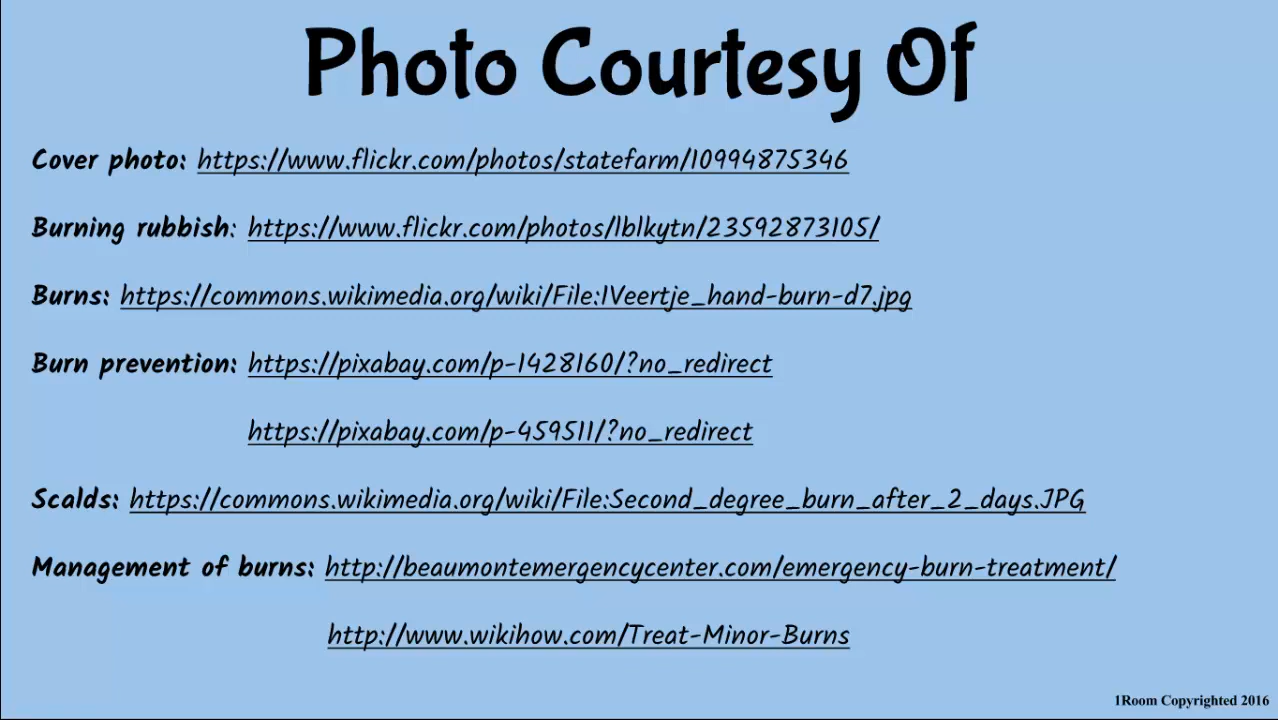 Photo Courtesy Of
Cover photo: https://www.flickr.com/photos/statefarm/10994875346
Burning rubbish: https://www.flickr.com/photos/lblkytn/23592873105/
Burns: https://commons.wikimedia.org/wiki/File:1Veertje_hand-burn-d7.jpg
Burn prevention: https://pixabay.com/p-1428160/?no_redirect
https://pixabay.com/p-459511/?no_redirect
Scalds: https://commons.wikimedia.org/wiki/File:Second_degree_burn_after_2_days.JPG
Management of burns: http://beaumontemergencycenter.com/emergency-burn-treatment/
http://www.wikihow.com/Treat-Minor-Burns
1Room Copyrighted 2016